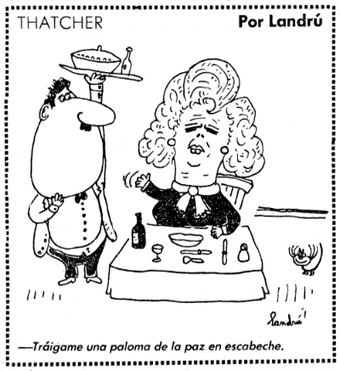 THATCHER Por Landrú
landrú
—Tráigame una paloma de la paz en escabeche.